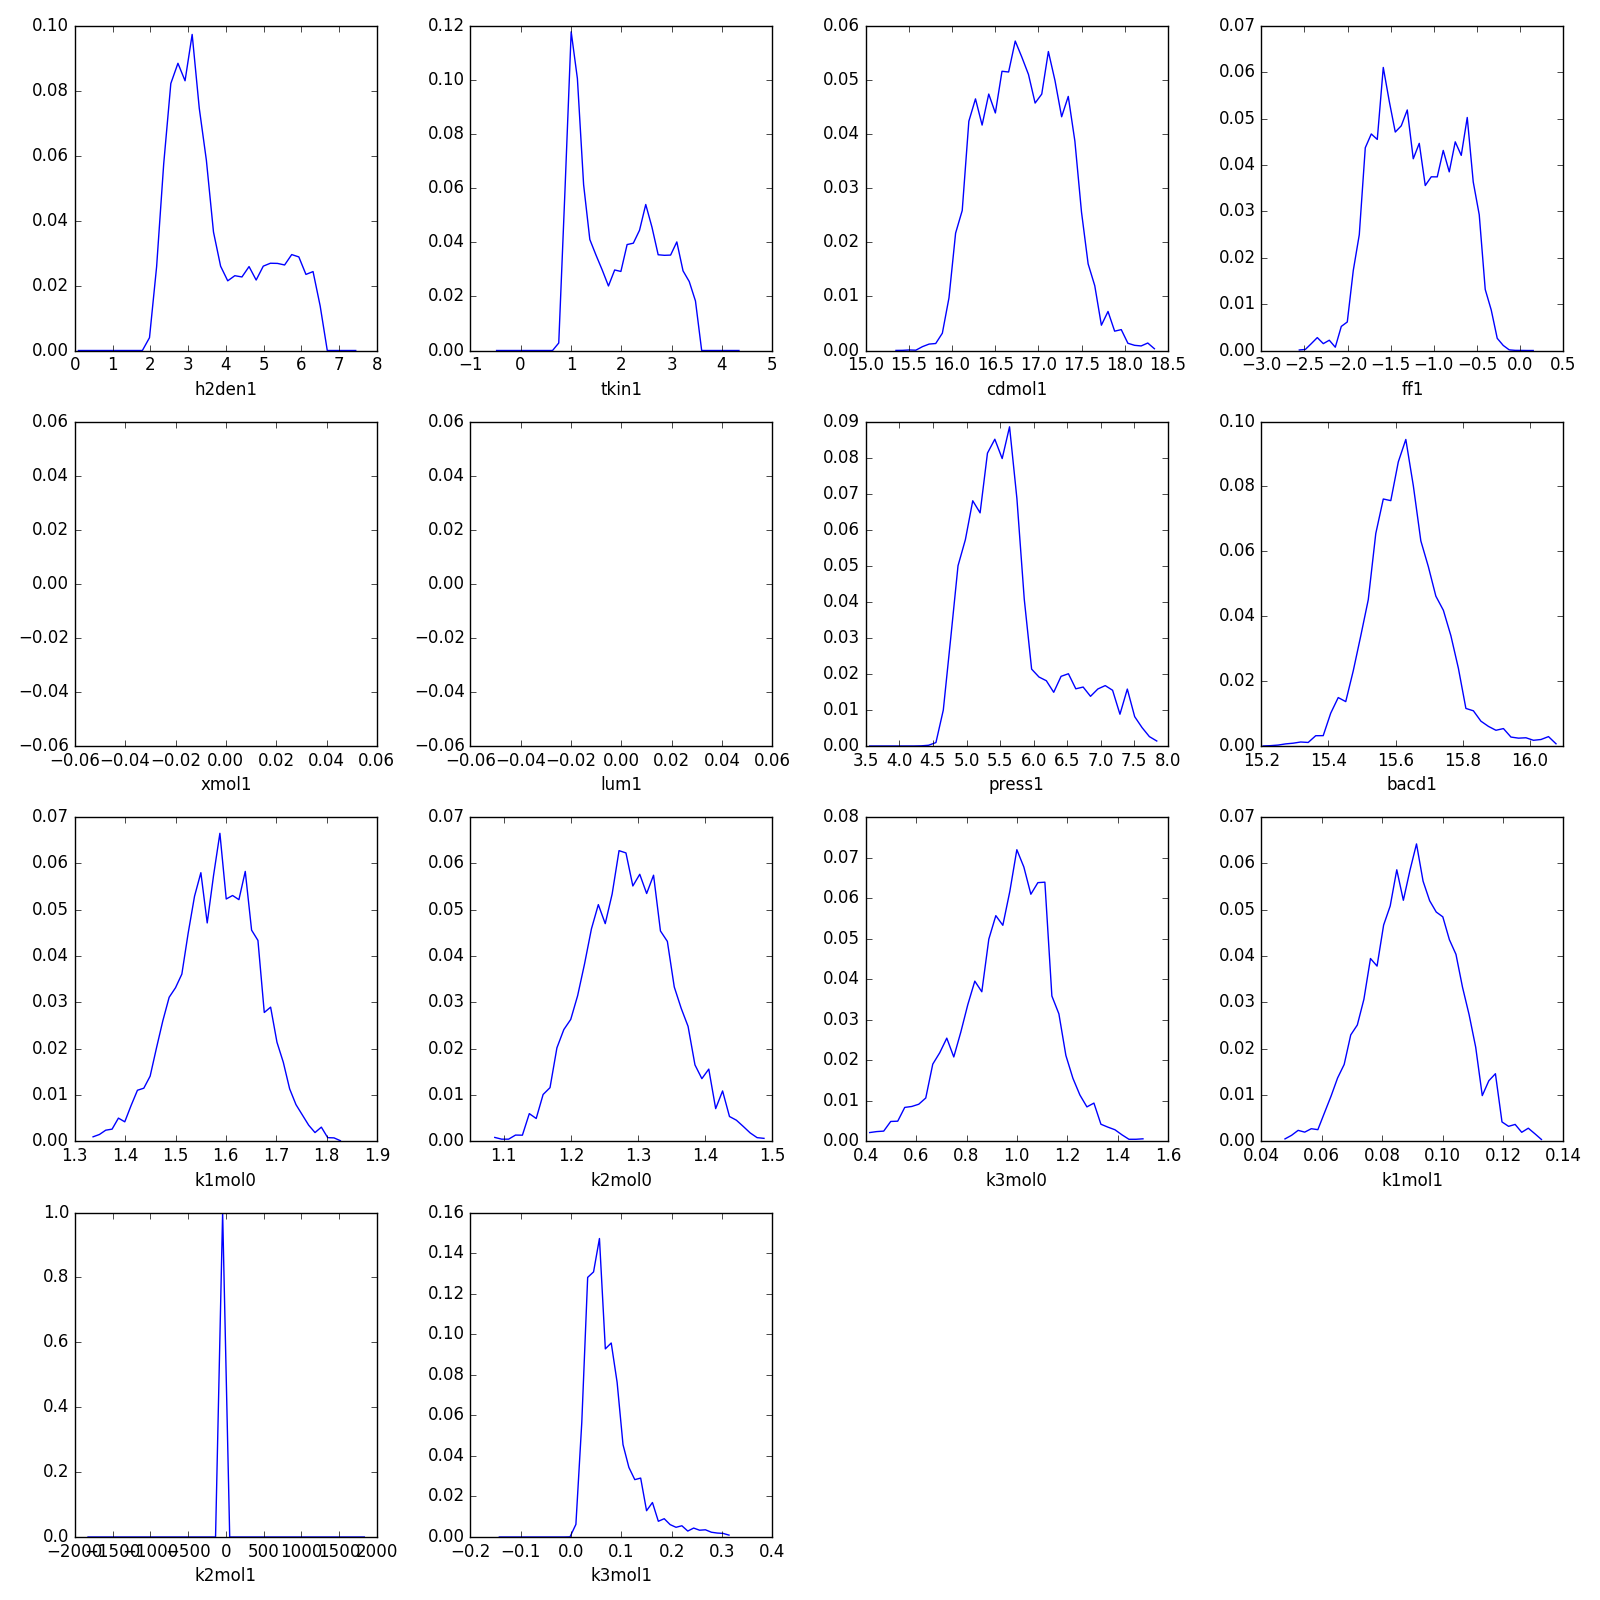 0.10 0.08 0.06 0.04 0.02 0.00
0 1 2 3 4 5 6 7 8
h2den1
0.12 0.10 0.08 0.06 0.04 0.02 0.00
−1 0 1 2 3 4 5
tkin1
0.06 0.05 0.04 0.03 0.02 0.01 0.00
15.0 15.5 16.0 16.5 17.0 17.5 18.0 18.5
cdmol1
0.07 0.06 0.05 0.04 0.03 0.02 0.01 0.00
−3.0 −2.5 −2.0 −1.5 −1.0 −0.5 0.0 0.5
ff1
0.06 0.04 0.02 0.00 −0.02 −0.04 −0.06
−0.06 −0.04 −0.02 0.00 0.02 0.04 0.06
xmol1
0.06 0.04 0.02 0.00 −0.02 −0.04 −0.06
−0.06 −0.04 −0.02 0.00 0.02 0.04 0.06
lum1
0.09 0.08 0.07 0.06 0.05 0.04 0.03 0.02 0.01 0.00
3.5 4.0 4.5 5.0 5.5 6.0 6.5 7.0 7.5 8.0
press1
0.10 0.08 0.06 0.04 0.02 0.00
15.2 15.4 15.6 15.8 16.0
bacd1
0.07 0.06 0.05 0.04 0.03 0.02 0.01 0.00
1.3 1.4 1.5 1.6 1.7 1.8 1.9
k1mol0
0.07 0.06 0.05 0.04 0.03 0.02 0.01 0.00
1.1 1.2 1.3 1.4 1.5
k2mol0
0.08 0.07 0.06 0.05 0.04 0.03 0.02 0.01 0.00
0.4 0.6 0.8 1.0 1.2 1.4 1.6
k3mol0
0.07 0.06 0.05 0.04 0.03 0.02 0.01 0.00
0.04 0.06 0.08 0.10 0.12 0.14
k1mol1
1.0 0.8 0.6 0.4 0.2 0.0
−2000 −1500 −1000 −500 0 500 1000 1500 2000
k2mol1
0.16 0.14 0.12 0.10 0.08 0.06 0.04 0.02 0.00
−0.2 −0.1 0.0 0.1 0.2 0.3 0.4
k3mol1